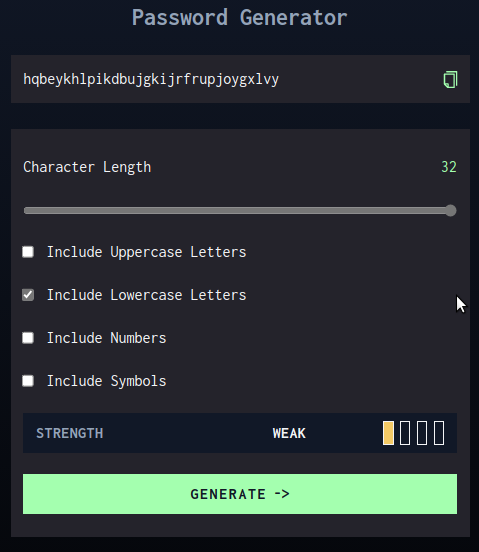 Password Generator
hqbeykhlpikdbujgkijrfrupjoygxlvy
Character Length 32
Include Uppercase Letters
Include Lowercase Letters
Include Numbers
Include Symbols
STRENGTH WEAK
GENERATE ->